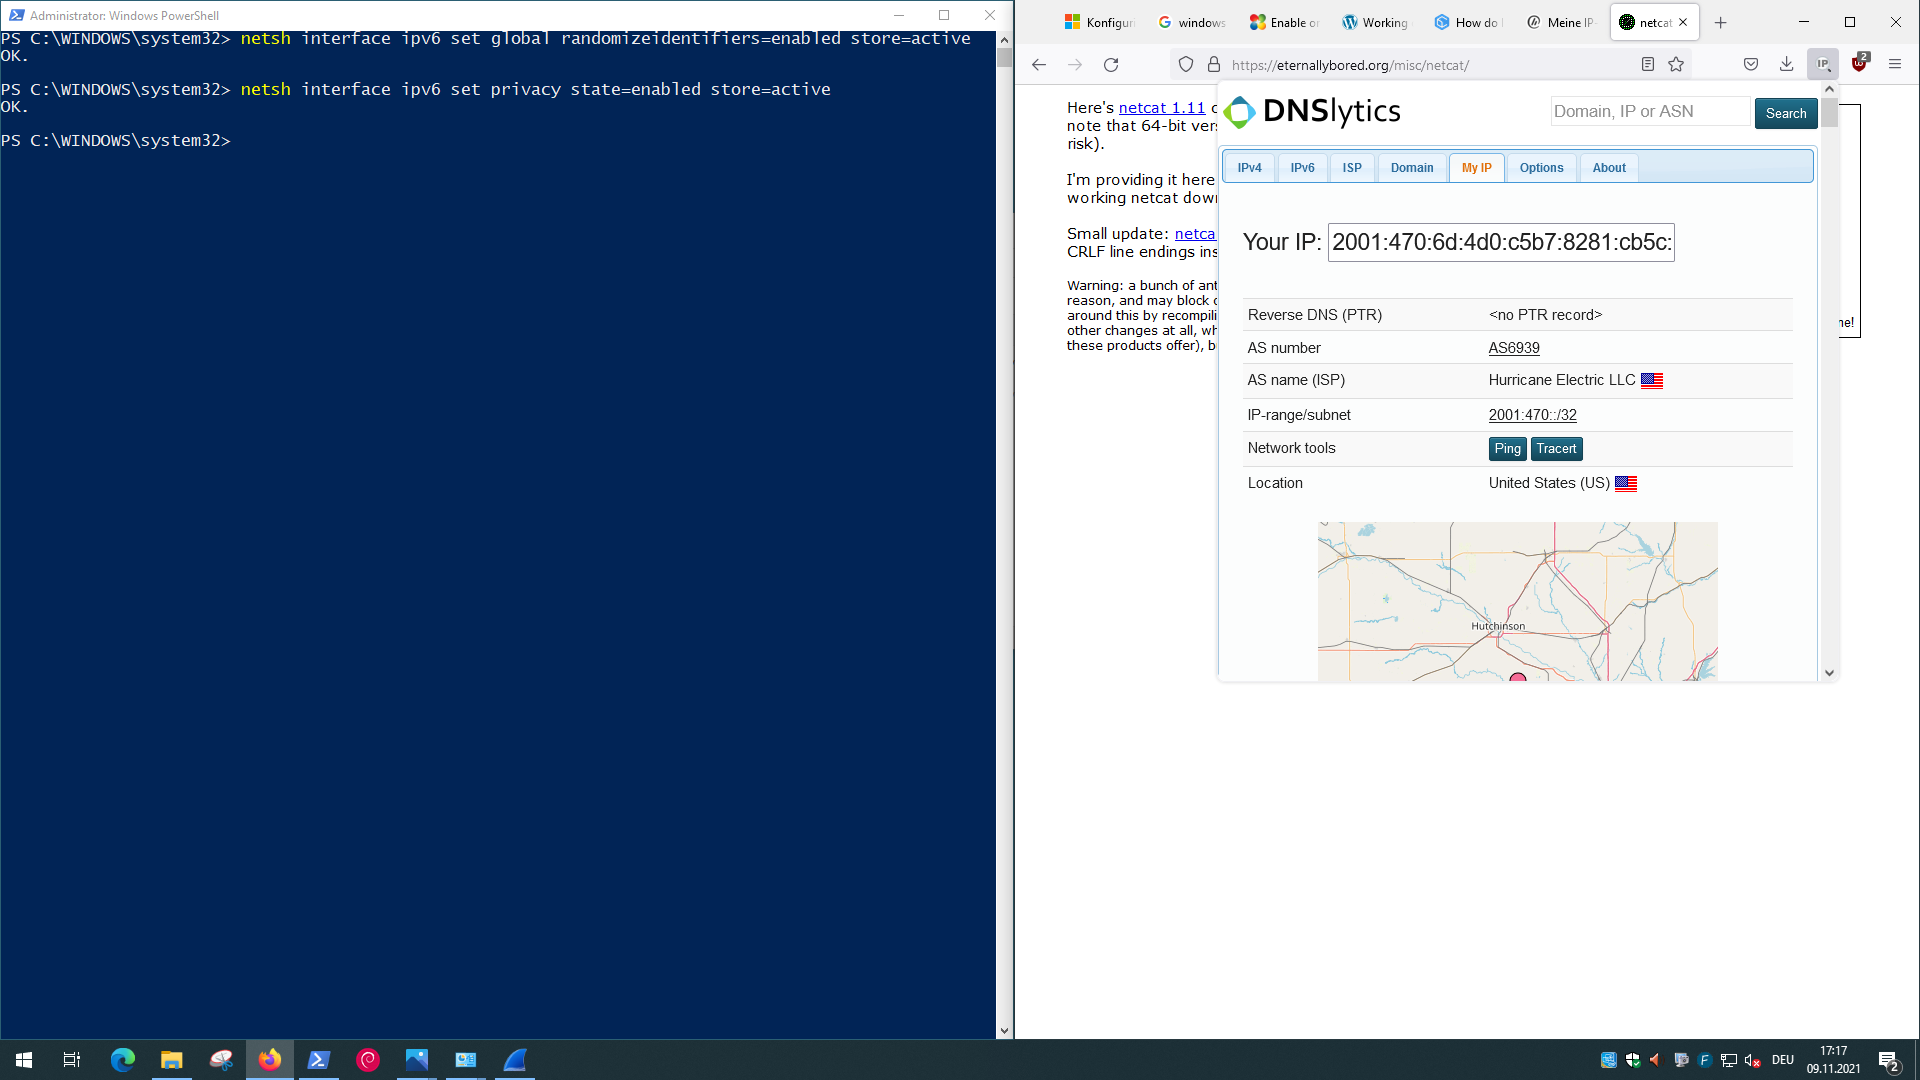 Administrator: Windows PowerShell
PS C:\WINDOWS\system32> netsh interface ipv6 set global randomizeidentifiers=enabled store=active
OK.
PS C:\WINDOWS\system32> netsh interface ipv6 set privacy state=enabled store=active
OK.
PS C:\WINDOWS\system32>
Konfigur
windows
Enable or
Working
How do
Meine IP-
netcat
https://eternallybored.org/misc/netcat/
IP
2
Here's netcat 1.11
note that 64-bit ver
risk).
I'm providing it here
working netcat dow
Small update: netca
CRLF line endings ins
Warning: a bunch of ant
reason, and may block
around this by recompili
other changes at all, wh
these products offer), b
ne!
DNSlytics
Domain, IP or ASN
Search
IPv4
IPv6
ISP
Domain
My IP
Options
About
Your IP: 2001:470:6d:4d0:c5b7:8281:cb5c:
Reverse DNS (PTR) <no PTR record>
AS number AS6939
AS name (ISP) Hurricane Electric LLC
IP-range/subnet 2001:470::/32
Network tools Ping Tracert
Location United States (US)
Hutchinson
DEU
17:17
09.11.2021
2